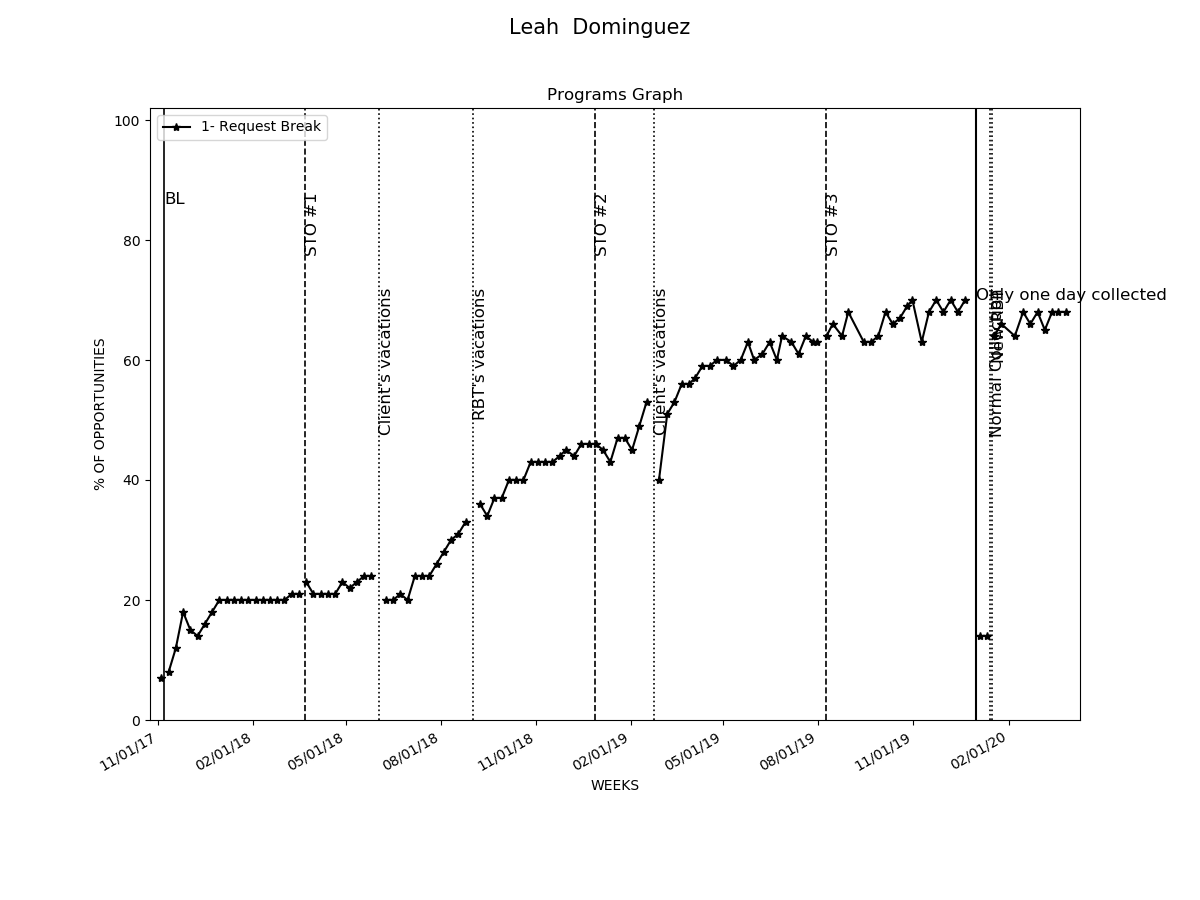 Leah Dominguez
Programs Graph
1- Request Break
BL
STO #1
Client's vacations
RBT's vacations
STO #2
Client's vacations
STO #3
Only one day collected
Normal
% OF OPPORTUNITIES
100
80
60
40
20
0
11/01/17
02/01/18
05/01/18
08/01/18
11/01/18
02/01/19
05/01/19
08/01/19
11/01/19
02/01/20
WEEKS